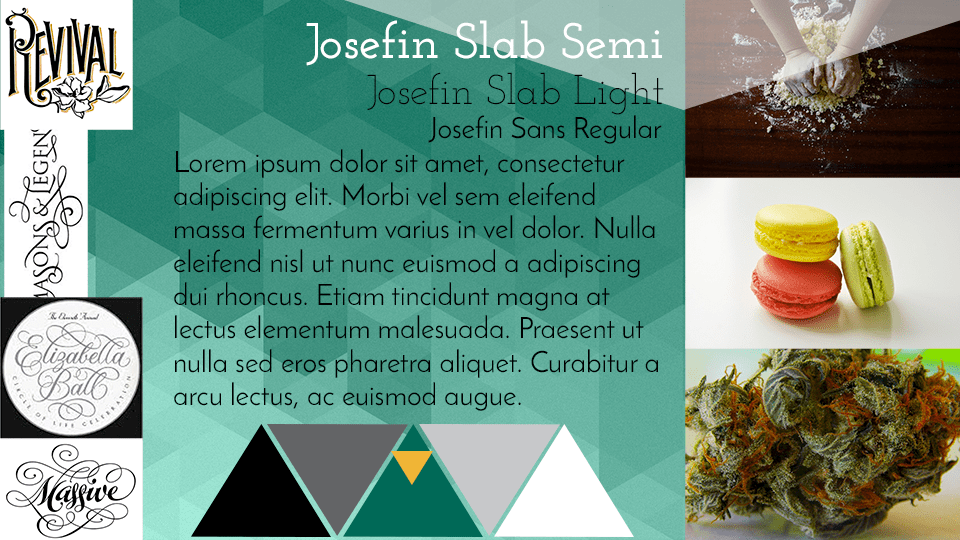 REVIVAL
MASONS & LEGEN
The Eleventh Annual
Elizabella
Ball
CIRCLE OF LIFE CELEBRATION
Massive
Josefin Slab Semi
Josefin Slab Light
Josefin Sans Regular
Lorem ipsum dolor sit amet, consectetur
adipiscing elit. Morbi vel sem eleifend
massa fermentum varius in vel dolor. Nulla
eleifend nisl ut nunc euismod a adipiscing
dui rhoncus. Etiam tincidunt magna at
lectus elementum malesuada. Praesent ut
nulla sed eros pharetra aliquet. Curabitur a
arcu lectus, ac euismod augue.